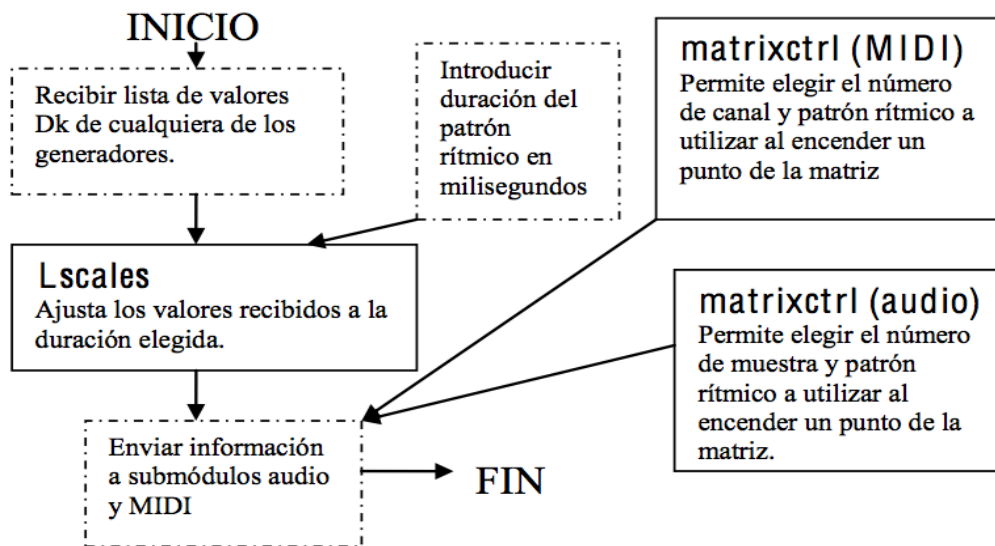 INICIO
Recibir lista de valores
Dk de cualquiera de los
generadores.
Introducir
duración del
patrón
rítmico en
milisegundos
matrixctrl (MIDI)
Permite elegir el número
de canal y patrón rítmico a
utilizar al encender un
punto de la matriz
Lscales
Ajusta los valores recibidos a la
duración elegida.
matrixctrl (audio)
Permite elegir el número
de muestra y patrón
rítmico a utilizar al
encender un punto de la
matriz.
Enviar información
a submódulos audio
y MIDI
FIN